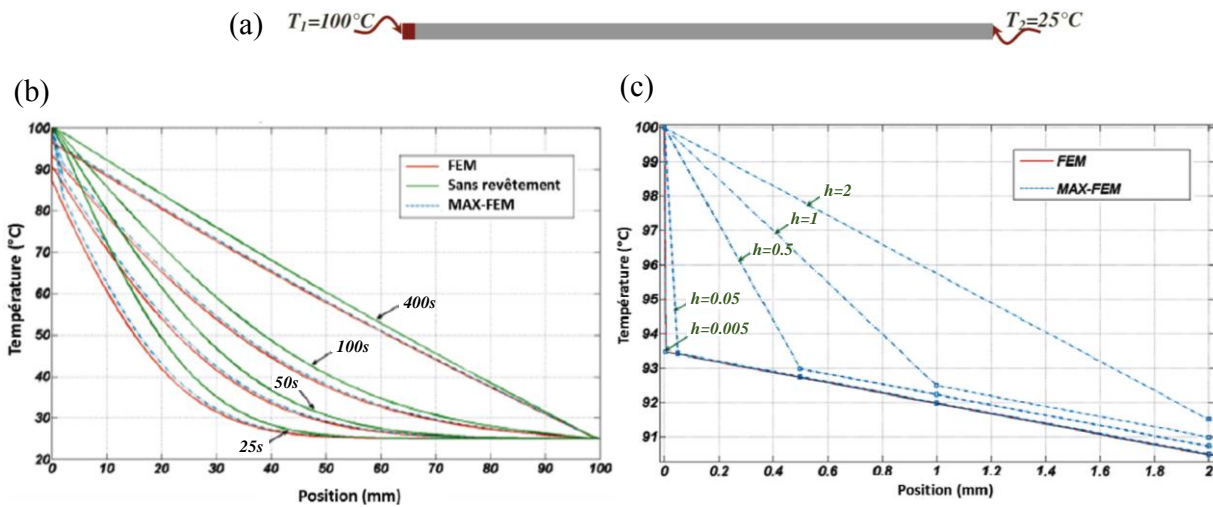 (a)
T₁=100°C
T₂=25°C
(b)
Température (°C)
100
90
80
70
60
50
40
30
20
FEM
Sans revêtement
MAX-FEM
400s
100s
50s
25s
0 10 20 30 40 50 60 70 80 90 100
Position (mm)
(c)
Température (°C)
100
99
98
97
96
95
94
93
92
91
FEM
MAX-FEM
h=2
h=1
h=0.5
h=0.05
h=0.005
0 0.2 0.4 0.6 0.8 1 1.2 1.4 1.6 1.8 2
Position (mm)